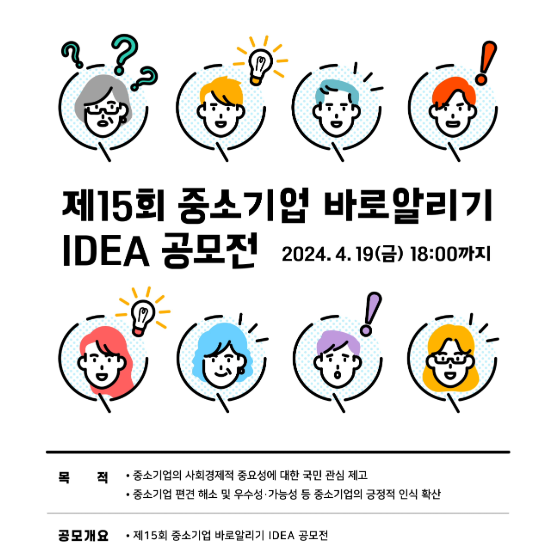 제15회 중소기업 바로알리기
IDEA 공모전 2024. 4. 19(금) 18:00까지
목 적 • 중소기업의 사회경제적 중요성에 대한 국민 관심 제고
• 중소기업 편견 해소 및 우수성·가능성 등 중소기업의 긍정적 인식 확산
공모개요 • 제15회 중소기업 바로알리기 IDEA 공모전